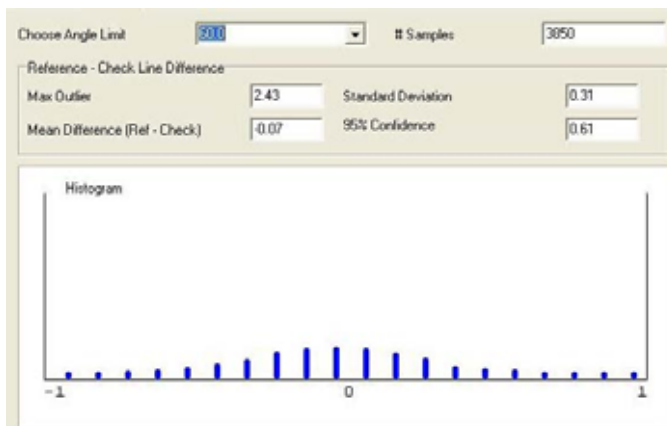 Choose Angle Limit 60.0 # Samples 3850
Reference - Check Line Difference
Max Outlier 2.43 Standard Deviation 0.31
Mean Difference (Ref - Check) -0.07 95% Confidence 0.61
Histogram
-1 0 1